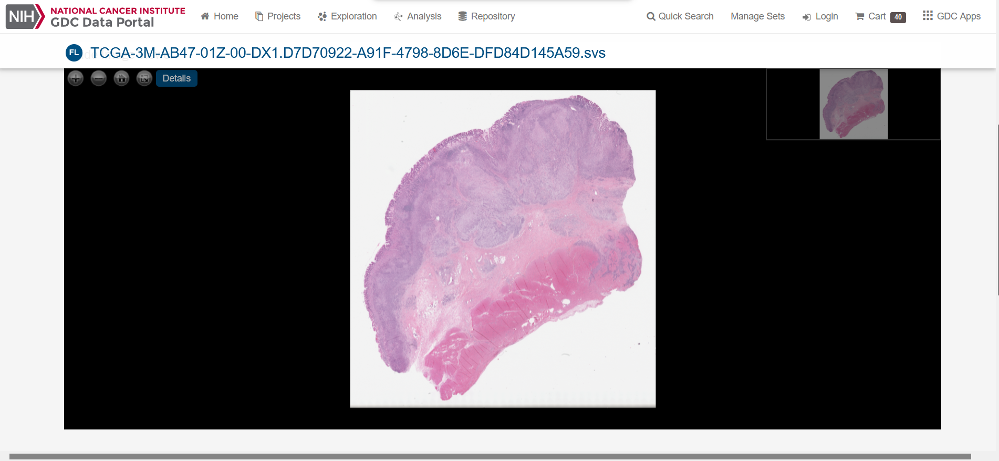 NIH NATIONAL CANCER INSTITUTE
GDC Data Portal
Home Projects Exploration Analysis Repository
Quick Search Manage Sets Login Cart 40 GDC Apps
FL TCGA-3M-AB47-01Z-00-DX1.D7D70922-A91F-4798-8D6E-DFD84D145A59.svs
Details